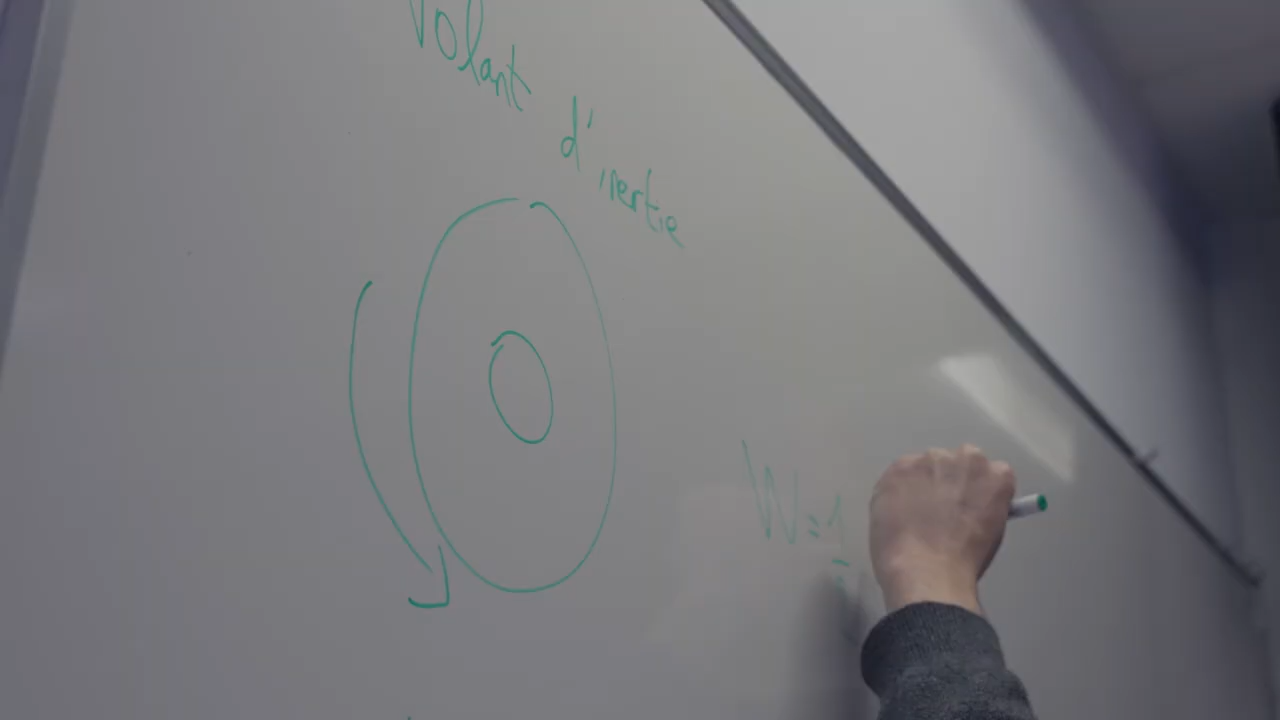 Volant d'inertie
W = 1